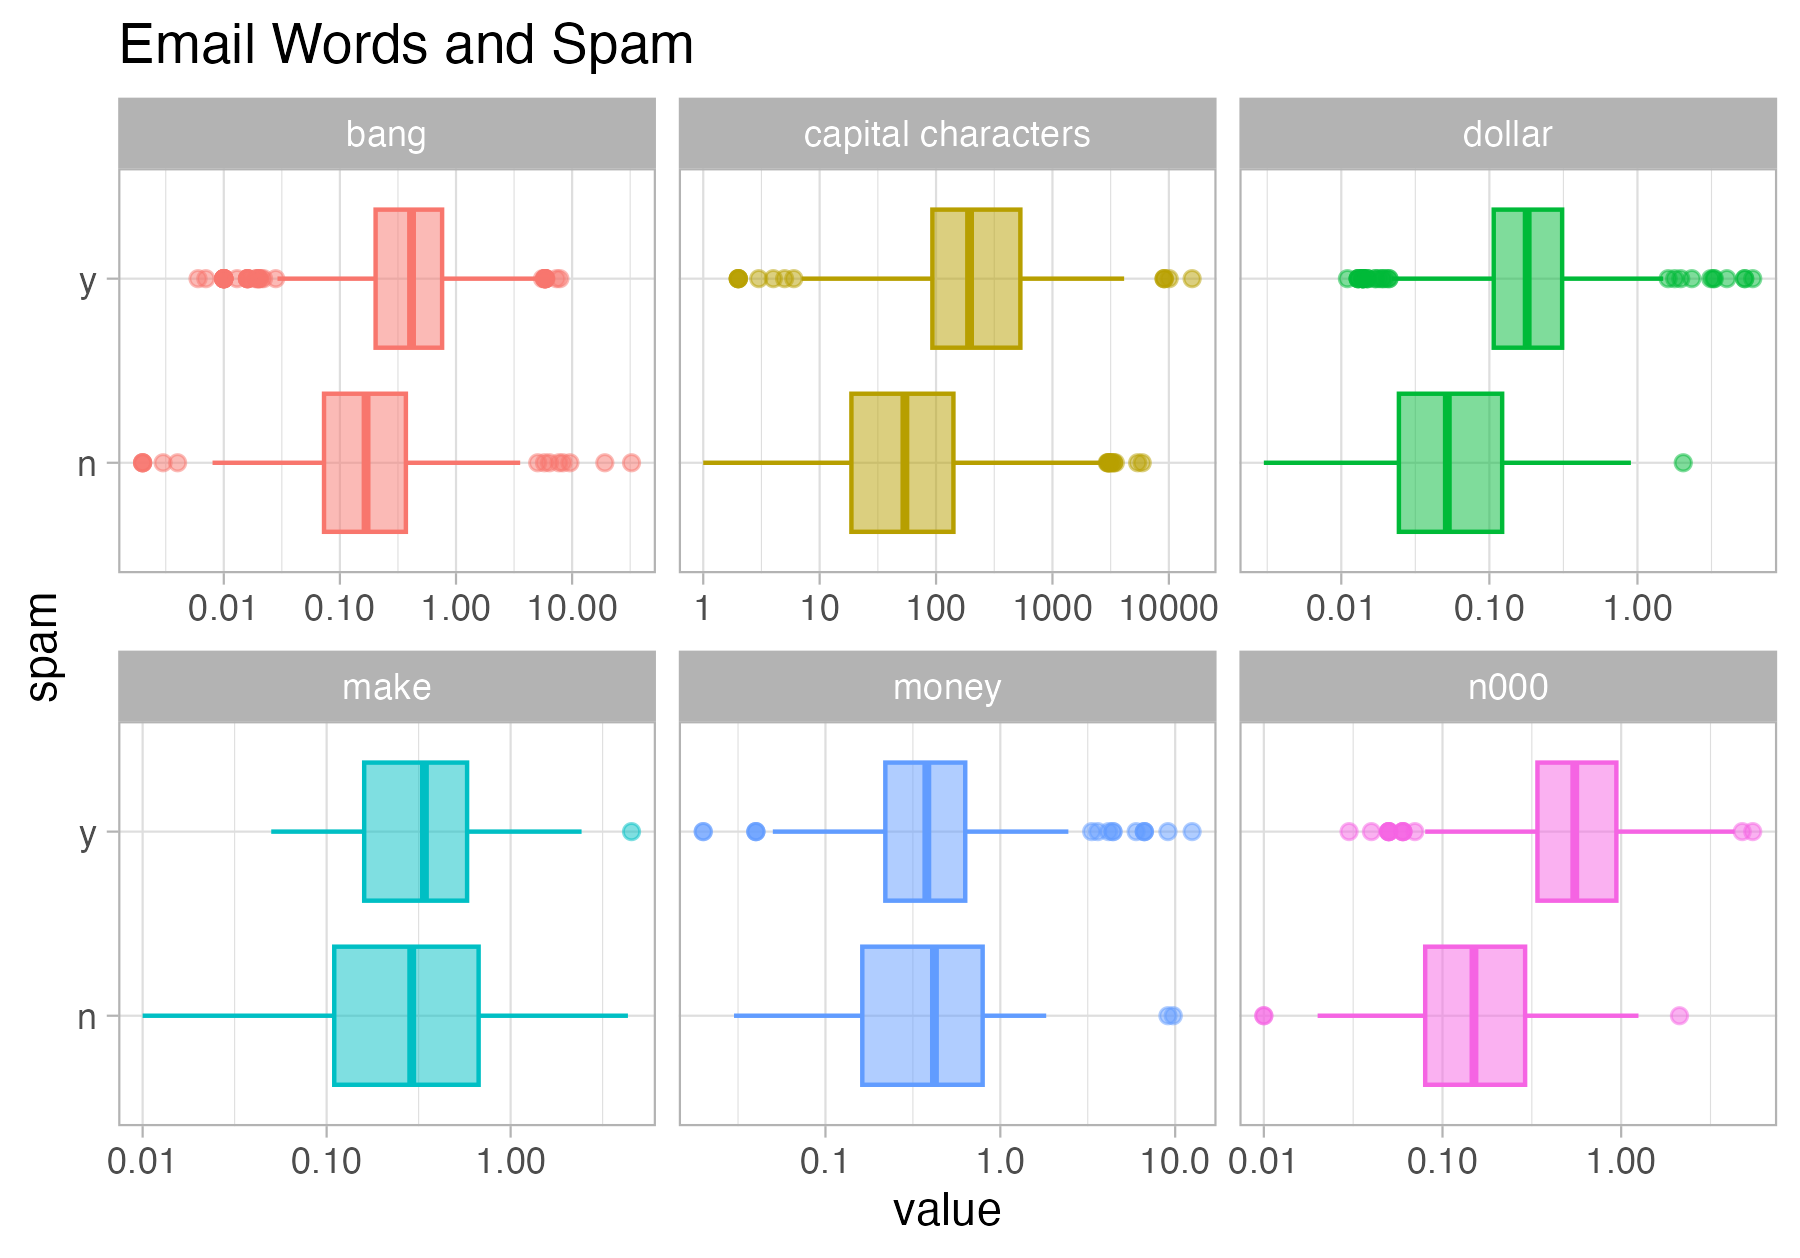 Email Words and Spam
bang capital characters dollar
y
n
0.01 0.10 1.00 10.00 1 10 100 1000 10000 0.01 0.10 1.00
spam
make money n000
y
n
0.01 0.10 1.00 0.1 1.0 10.0 0.01 0.10 1.00
value